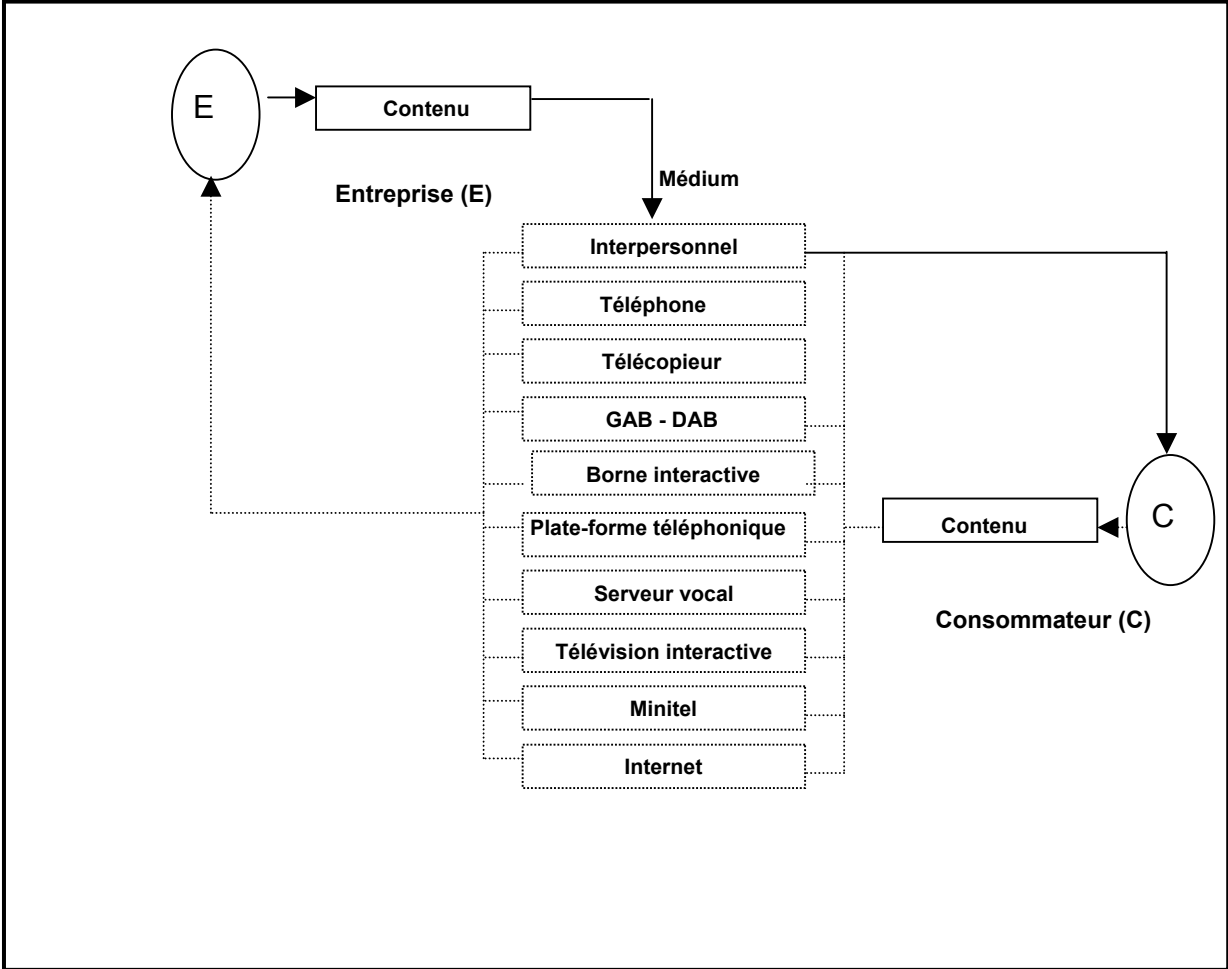 E
Contenu
Entreprise (E)
Médium
Interpersonnel
Téléphone
Télécopieur
GAB - DAB
Borne interactive
Plate-forme téléphonique
Serveur vocal
Télévision interactive
Minitel
Internet
Contenu
C
Consommateur (C)